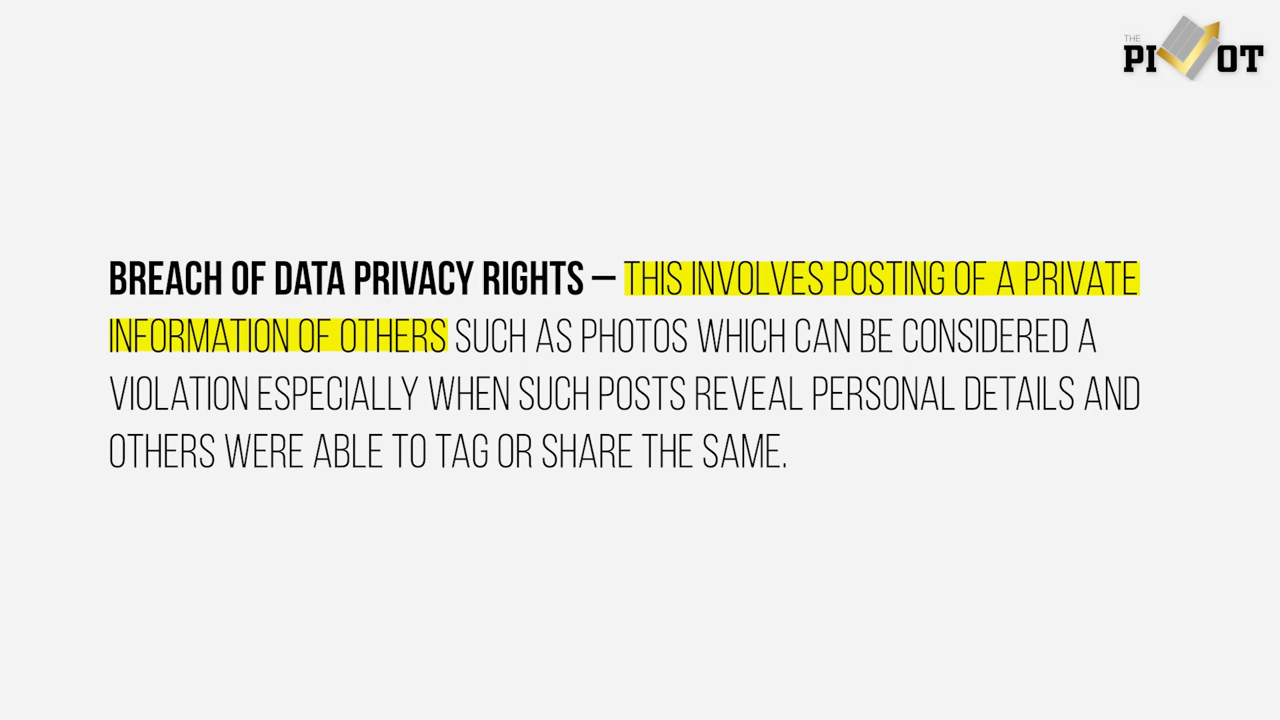 THE
PIVOT
BREACH OF DATA PRIVACY RIGHTS – THIS INVOLVES POSTING OF A PRIVATE
INFORMATION OF OTHERS SUCH AS PHOTOS WHICH CAN BE CONSIDERED A
VIOLATION ESPECIALLY WHEN SUCH POSTS REVEAL PERSONAL DETAILS AND
OTHERS WERE ABLE TO TAG OR SHARE THE SAME.